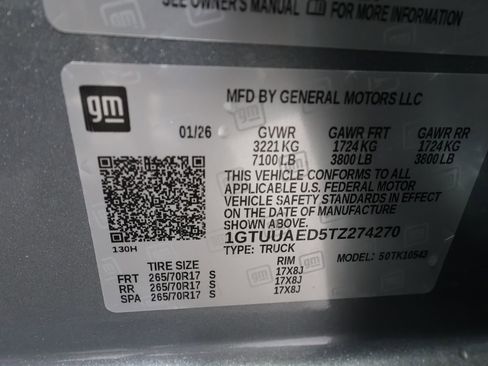 SEE OWNER'S MANUAL FOR MORE INFORMATION
gm
MFD BY GENERAL MOTORS LLC
01/26 GVWR GAWR FRT GAWR RR
3221 KG 1724 KG 1724 KG
7100 LB 3800 LB 3800 LB
THIS VEHICLE CONFORMS TO ALL
APPLICABLE U.S. FEDERAL MOTOR
VEHICLE SAFETY STANDARDS IN EFFECT
ON THE DATE OF MANUFACTURE
SHOWN ABOVE.
1GTUUAED5TZ274270
130H TYPE: TRUCK MODEL: 50TK10543
TIRE SIZE RIM
FRT 265/70R17 S 17X8J
RR 265/70R17 S 17X8J
SPA 265/70R17 S 17X8J